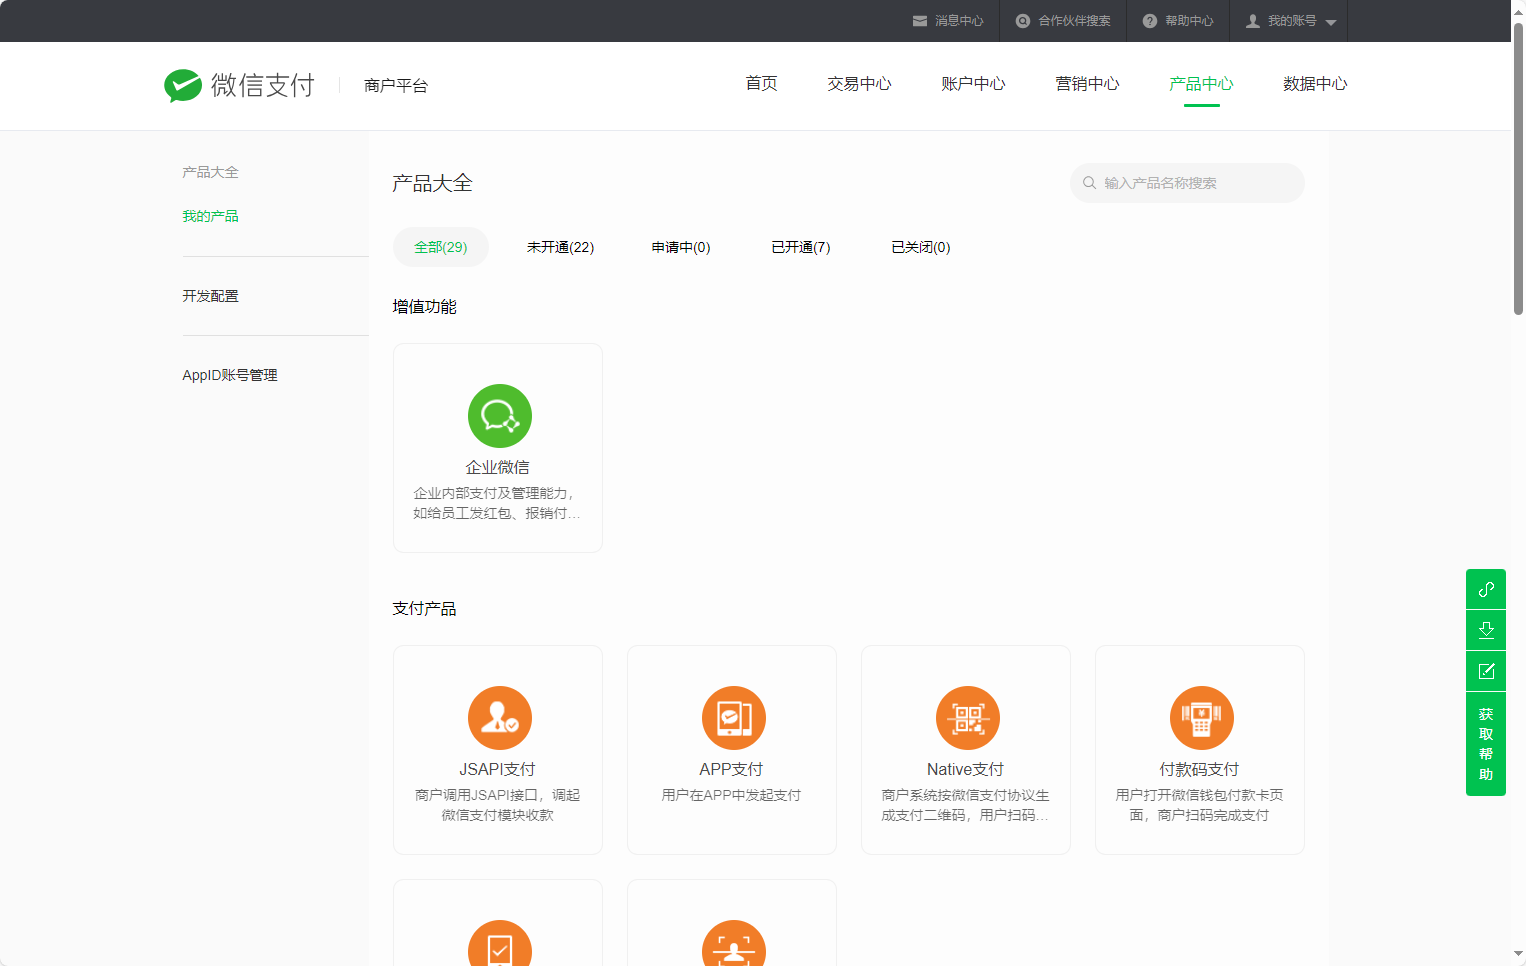 消息中心
合作伙伴搜索
帮助中心
我的账号
微信支付
商户平台
首页
交易中心
账户中心
营销中心
产品中心
数据中心
产品大全
我的产品
开发配置
AppID账号管理
产品大全
输入产品名称搜索
全部(29)
未开通(22)
申请中(0)
已开通(7)
已关闭(0)
增值功能
企业微信
企业内部支付及管理能力，
如给员工发红包、报销付...
支付产品
JSAPI支付
商户调用JSAPI接口，调起
微信支付模块收款
APP支付
用户在APP中发起支付
Native支付
商户系统按微信支付协议生
成支付二维码，用户扫码...
付款码支付
用户打开微信钱包付款卡页
面，商户扫码完成支付
获
取
帮
助